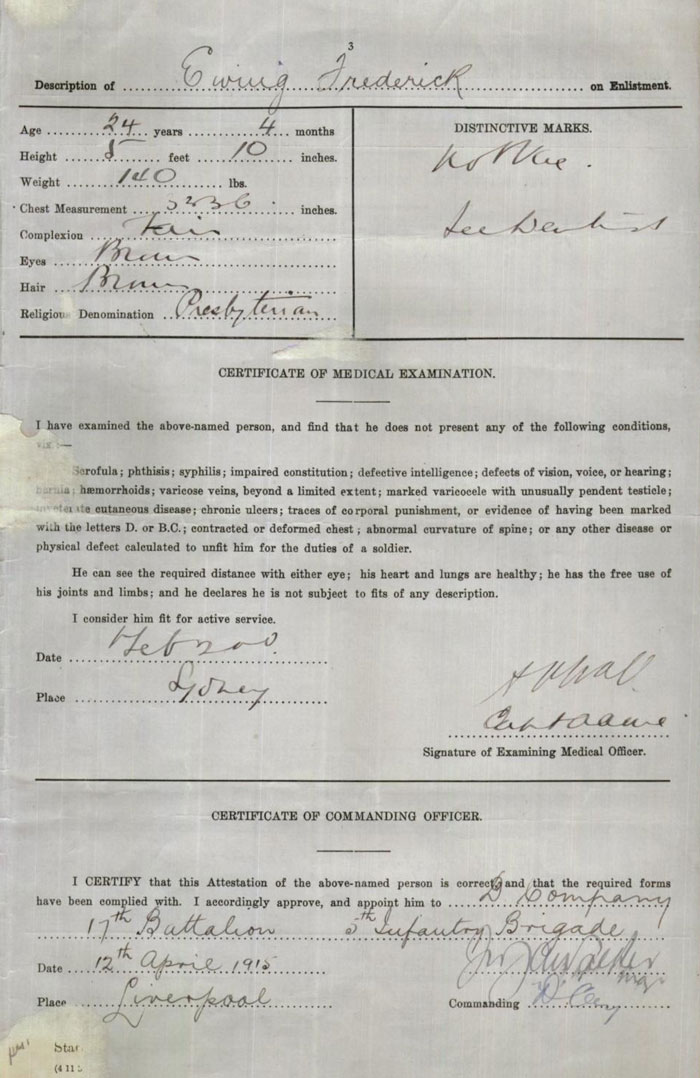 3
Description of Ewing Frederick on Enlistment.
Age 24 years 4 months
Height 5 feet 10 inches.
Weight 140 lbs.
Chest Measurement inches.
Complexion Fair
Eyes Brown
Hair Brown
Religious Denomination Presbyterian
DISTINCTIVE MARKS.
See Dentist
CERTIFICATE OF MEDICAL EXAMINATION.
I have examined the above-named person, and find that he does not present any of the following conditions,
viz.:—
Scrofula; phthisis; syphilis; impaired constitution; defective intelligence; defects of vision, voice, or hearing;
hernia; hæmorrhoids; varicose veins, beyond a limited extent; marked varicocele with unusually pendent testicle;
inveterate cutaneous disease; chronic ulcers; traces of corporal punishment, or evidence of having been marked
with the letters D. or B.C.; contracted or deformed chest; abnormal curvature of spine; or any other disease or
physical defect calculated to unfit him for the duties of a soldier.
He can see the required distance with either eye; his heart and lungs are healthy; he has the free use of
his joints and limbs; and he declares he is not subject to fits of any description.
I consider him fit for active service.
Date Feb
Place Sydney
Capt AAMC
Signature of Examining Medical Officer.
CERTIFICATE OF COMMANDING OFFICER.
I CERTIFY that this Attestation of the above-named person is correct, and that the required forms
have been complied with. I accordingly approve, and appoint him to D Company
17th Battalion 5th Infantry Brigade
Date 12th April 1915
Place Liverpool
Commanding D Coy